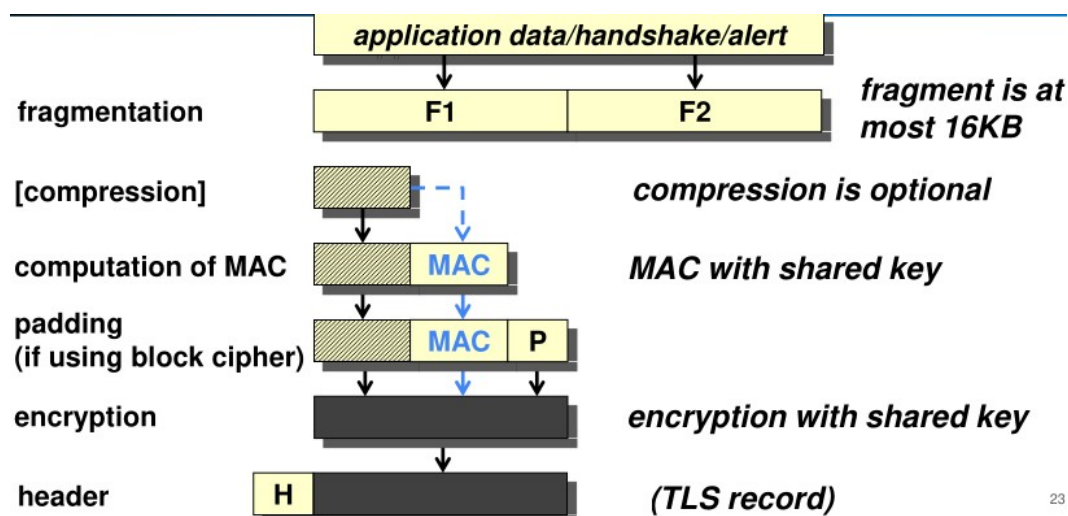 application data/handshake/alert
fragmentation
F1
F2
fragment is at
most 16KB
[compression]
compression is optional
computation of MAC
MAC
MAC with shared key
padding
(if using block cipher)
MAC
P
encryption
encryption with shared key
header
H
(TLS record)
23